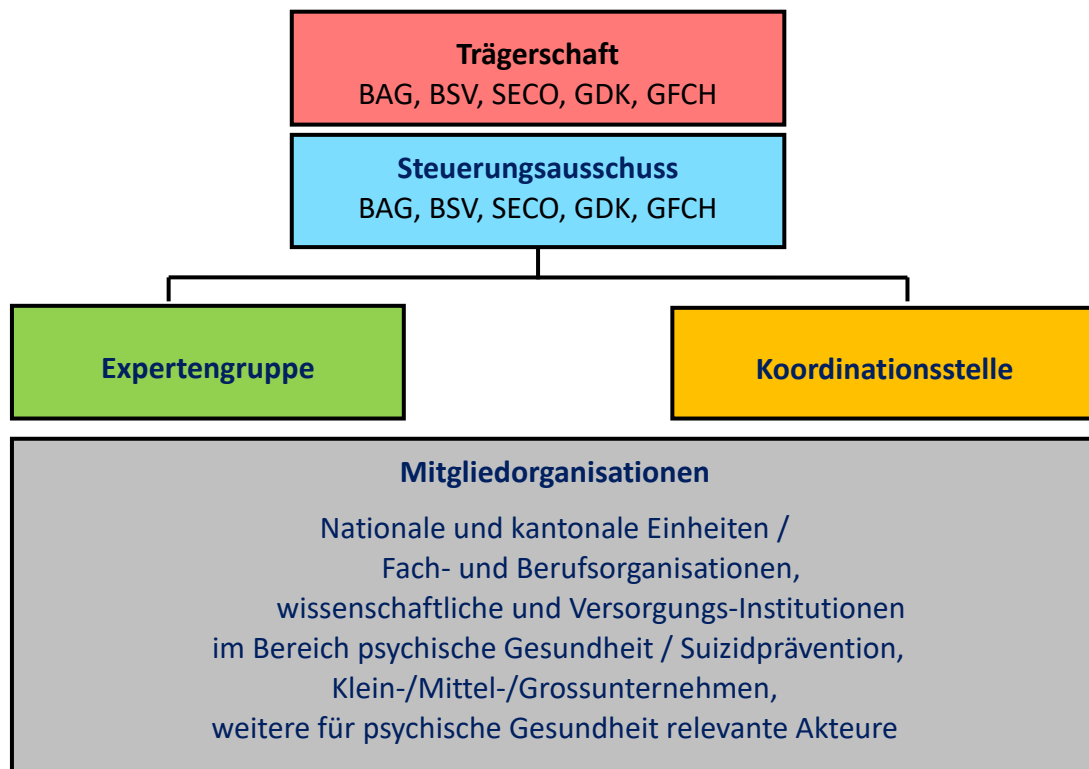 Trägerschaft
BAG, BSV, SECO, GDK, GFCH
Steuerungsausschuss
BAG, BSV, SECO, GDK, GFCH
Expertengruppe
Koordinationsstelle
Mitgliedorganisationen
Nationale und kantonale Einheiten /
Fach- und Berufsorganisationen,
wissenschaftliche und Versorgungs-Institutionen
im Bereich psychische Gesundheit / Suizidprävention,
Klein-/Mittel-/Grossunternehmen,
weitere für psychische Gesundheit relevante Akteure